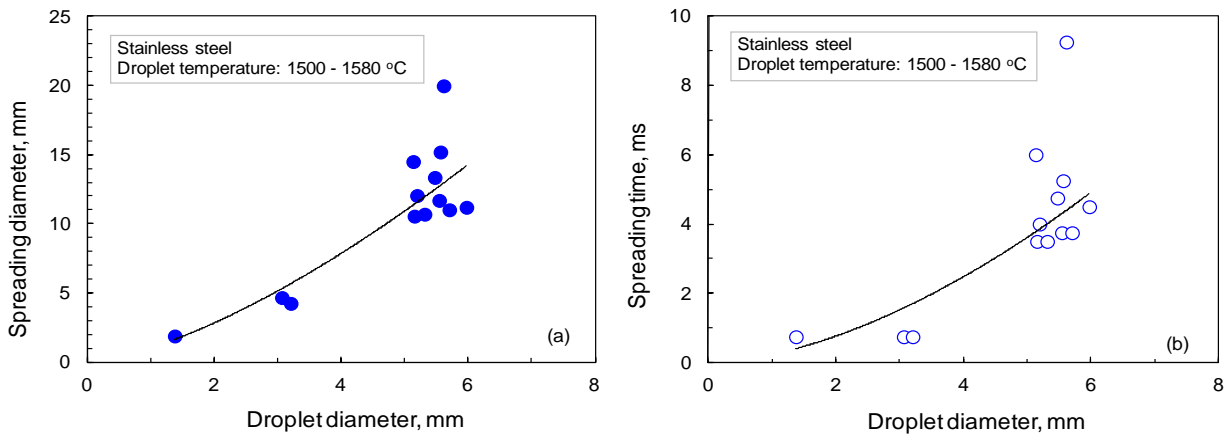 25
20
15
10
5
0
0
2
4
6
8
Spreading diameter, mm
Droplet diameter, mm
Stainless steel
Droplet temperature: 1500 - 1580 °C
(a)
10
8
6
4
2
0
0
2
4
6
8
Spreading time, ms
Droplet diameter, mm
Stainless steel
Droplet temperature: 1500 - 1580 °C
(b)